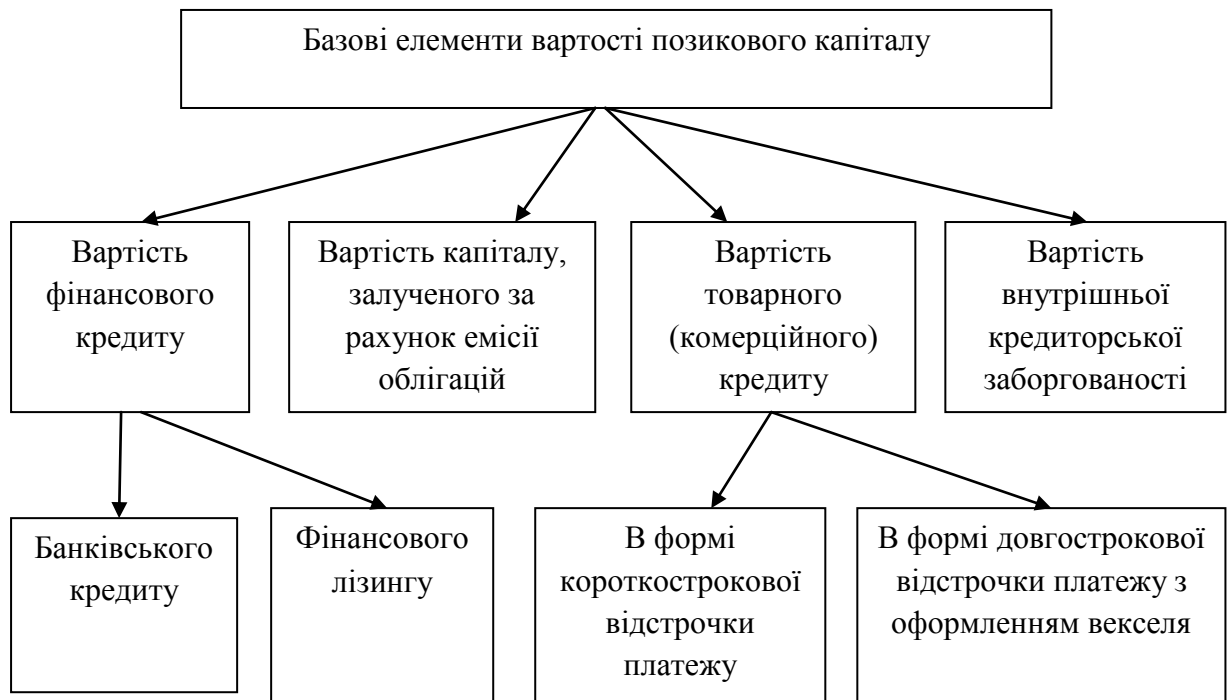 Базові елементи вартості позикового капіталу
Вартість
фінансового
кредиту
Вартість капіталу,
залученого за
рахунок емісії
облігацій
Вартість
товарного
(комерційного)
кредиту
Вартість
внутрішньої
кредиторської
заборгованості
Банківського
кредиту
Фінансового
лізингу
В формі
короткострокової
відстрочки
платежу
В формі довгострокової
відстрочки платежу з
оформленням векселя